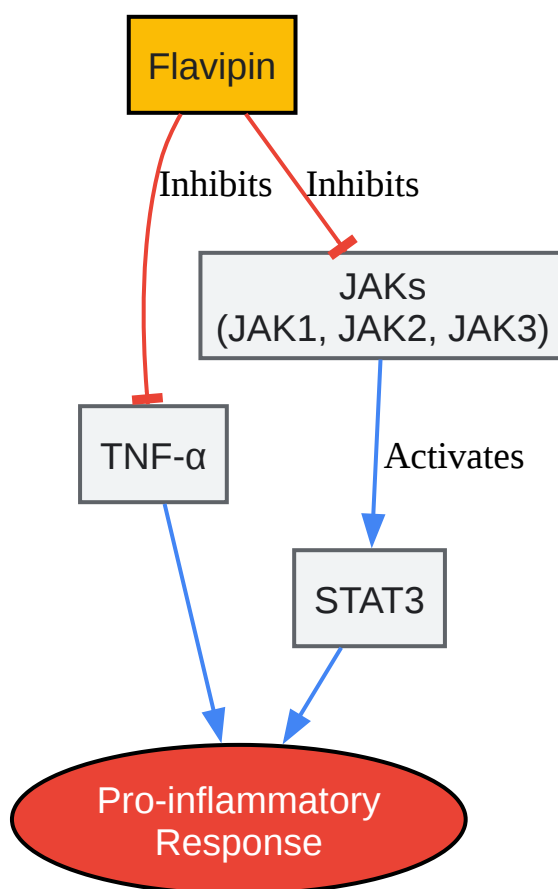 Flavipin
Inhibits
Inhibits
JAKs
(JAK1, JAK2, JAK3)
TNF-α
Activates
STAT3
Pro-inflammatory
Response